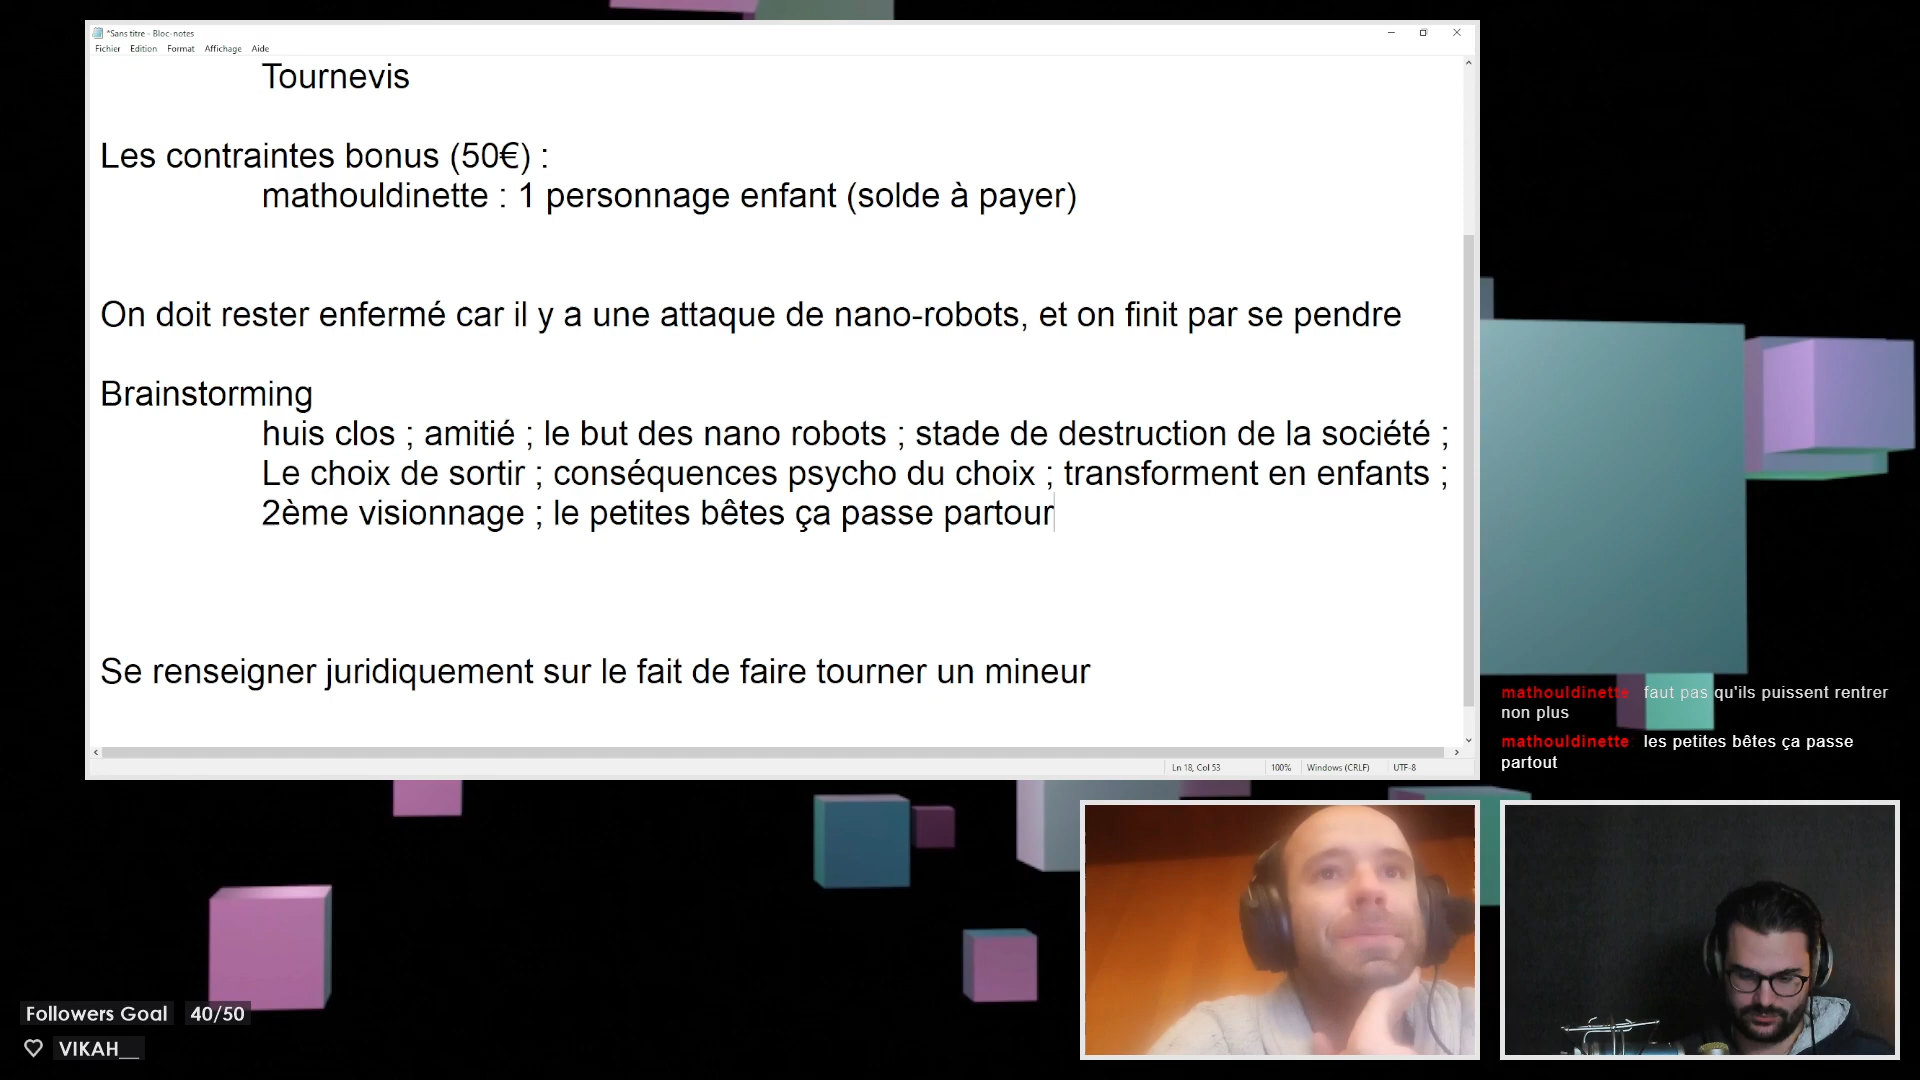 *Sans titre - Bloc-notes
Fichier Edition Format Affichage Aide
Tournevis
Les contraintes bonus (50€) :
mathouldinette : 1 personnage enfant (solde à payer)
On doit rester enfermé car il y a une attaque de nano-robots, et on finit par se pendre
Brainstorming
huis clos ; amitié ; le but des nano robots ; stade de destruction de la société ;
Le choix de sortir ; conséquences psycho du choix ; transforment en enfants ;
2ème visionnage ; le petites bêtes ça passe partour
Se renseigner juridiquement sur le fait de faire tourner un mineur
Ln 18, Col 53 100% Windows (CRLF) UTF-8
mathouldinette faut pas qu'ils puissent rentrer
non plus
mathouldinette les petites bêtes ça passe
partout
Followers Goal 40/50
VIKAH__